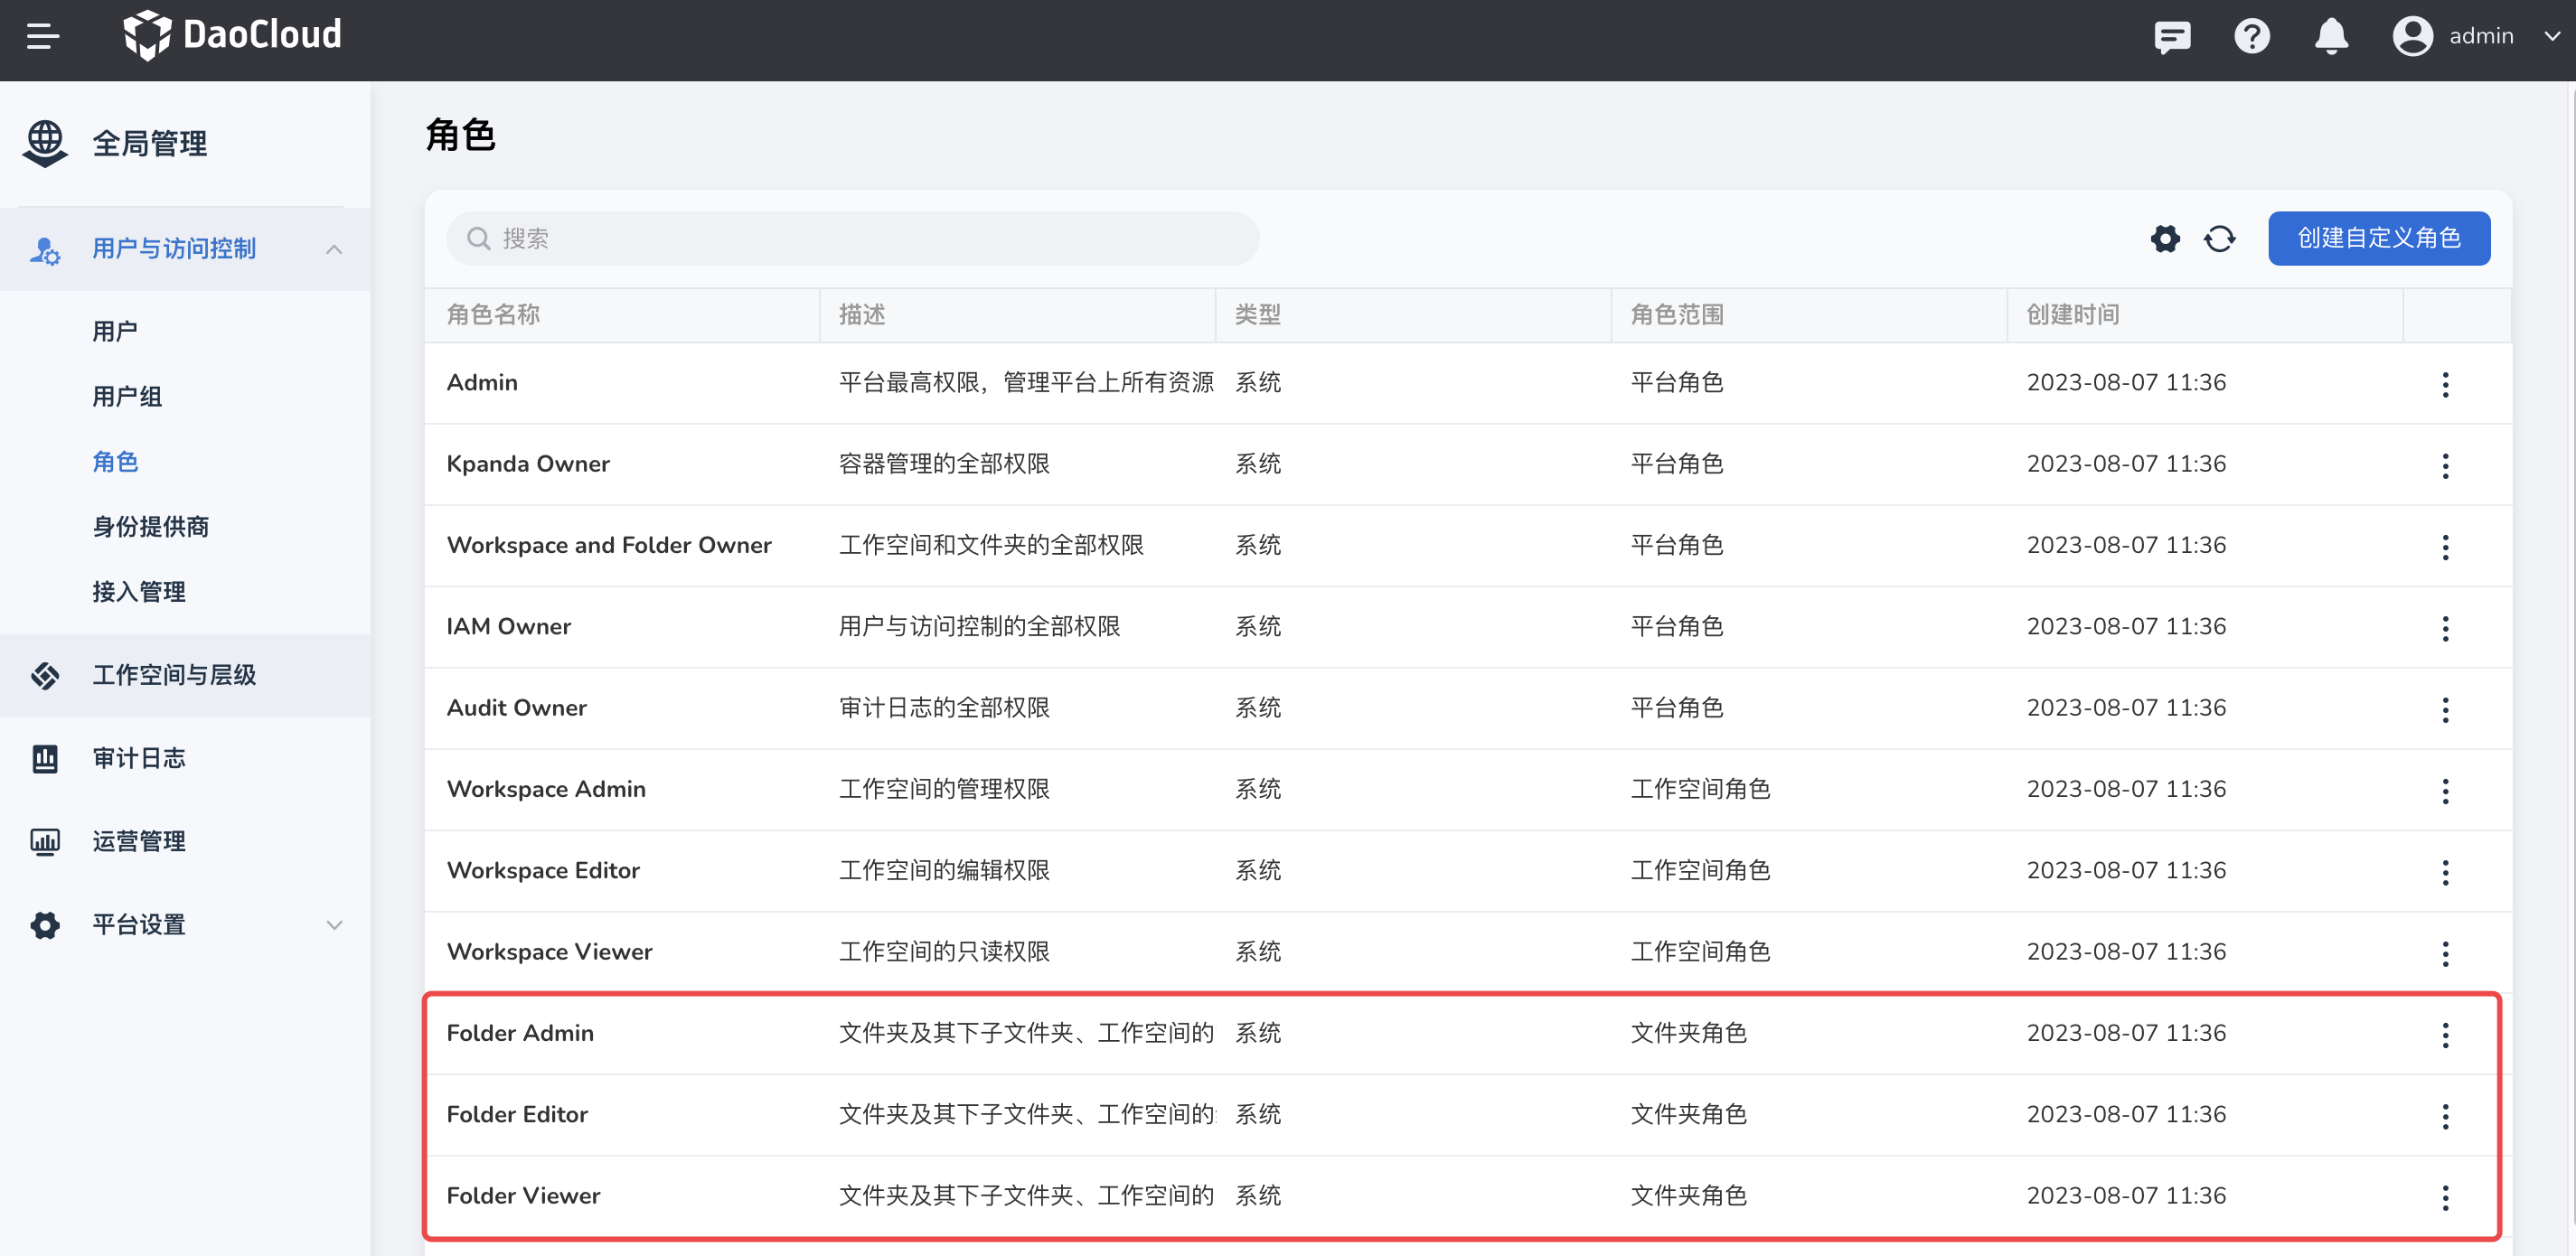 DaoCloud
admin
全局管理
用户与访问控制
用户
用户组
角色
身份提供商
接入管理
工作空间与层级
审计日志
运营管理
平台设置
角色
搜索
创建自定义角色
角色名称 描述 类型 角色范围 创建时间
Admin 平台最高权限，管理平台上所有资源 系统 平台角色 2023-08-07 11:36
Kpanda Owner 容器管理的全部权限 系统 平台角色 2023-08-07 11:36
Workspace and Folder Owner 工作空间和文件夹的全部权限 系统 平台角色 2023-08-07 11:36
IAM Owner 用户与访问控制的全部权限 系统 平台角色 2023-08-07 11:36
Audit Owner 审计日志的全部权限 系统 平台角色 2023-08-07 11:36
Workspace Admin 工作空间的管理权限 系统 工作空间角色 2023-08-07 11:36
Workspace Editor 工作空间的编辑权限 系统 工作空间角色 2023-08-07 11:36
Workspace Viewer 工作空间的只读权限 系统 工作空间角色 2023-08-07 11:36
Folder Admin 文件夹及其下子文件夹、工作空间的 系统 文件夹角色 2023-08-07 11:36
Folder Editor 文件夹及其下子文件夹、工作空间的 系统 文件夹角色 2023-08-07 11:36
Folder Viewer 文件夹及其下子文件夹、工作空间的 系统 文件夹角色 2023-08-07 11:36